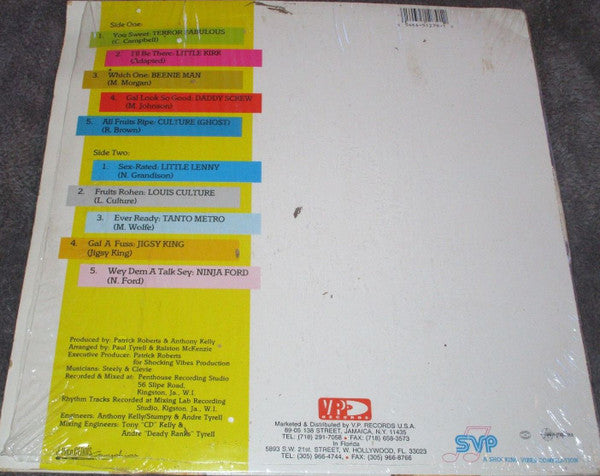 Side One:
1. You Sweet: TERROR FABULOUS
(C. Campbell)
2. I'll Be There: LITTLE KIRK
(Adapted)
3. Which One: BEENIE MAN
(M. Morgan)
4. Gal Look So Good: DADDY SCREW
(M. Johnson)
5. All Fruits Ripe: CULTURE (GHOST)
(R. Brown)
Side Two:
1. Sex-Rated: LITTLE LENNY
(N. Grandison)
2. Fruits Rohen: LOUIS CULTURE
(L. Culture)
3. Ever Ready: TANTO METRO
(M. Wolfe)
4. Gal A Fuss: JIGSY KING
(Jigsy King)
5. Wey Dem A Talk Sey: NINJA FORD
(N. Ford)
Produced by: Patrick Roberts & Anthony Kelly
Arranged by: Paul Tyrell & Ralston McKenzie
Executive Producer: Patrick Roberts
for Shocking Vibes Production
Musicians: Steely & Clevie
Recorded & Mixed at: Penthouse Recording Studio
56 Slipe Road,
Kingston, Ja., W.I.
Rhythm Tracks Recorded at Mixing Lab Recording
Studio, Kigston. Ja., W.I.
Engineers: Anthony Kelly/Stumpy & Andre Tyrell
Mixing Engineers: Tony "CD" Kelly &
Andre "Deady Ranks" Tyrell
VP
RECORDS
Marketed & Distributed by V.P. RECORDS U.S.A.
89-05 138 STREET, JAMAICA, N.Y. 11435
TEL: (718) 291-7058 • FAX: (718) 658-3573
In Florida
5893 S.W. 21st. STREET, W. HOLLYWOOD, FL. 33023
TEL: (305) 966-4744 • FAX: (305) 966-8766
SVP
A SHOCKING VIBES COMPILATION